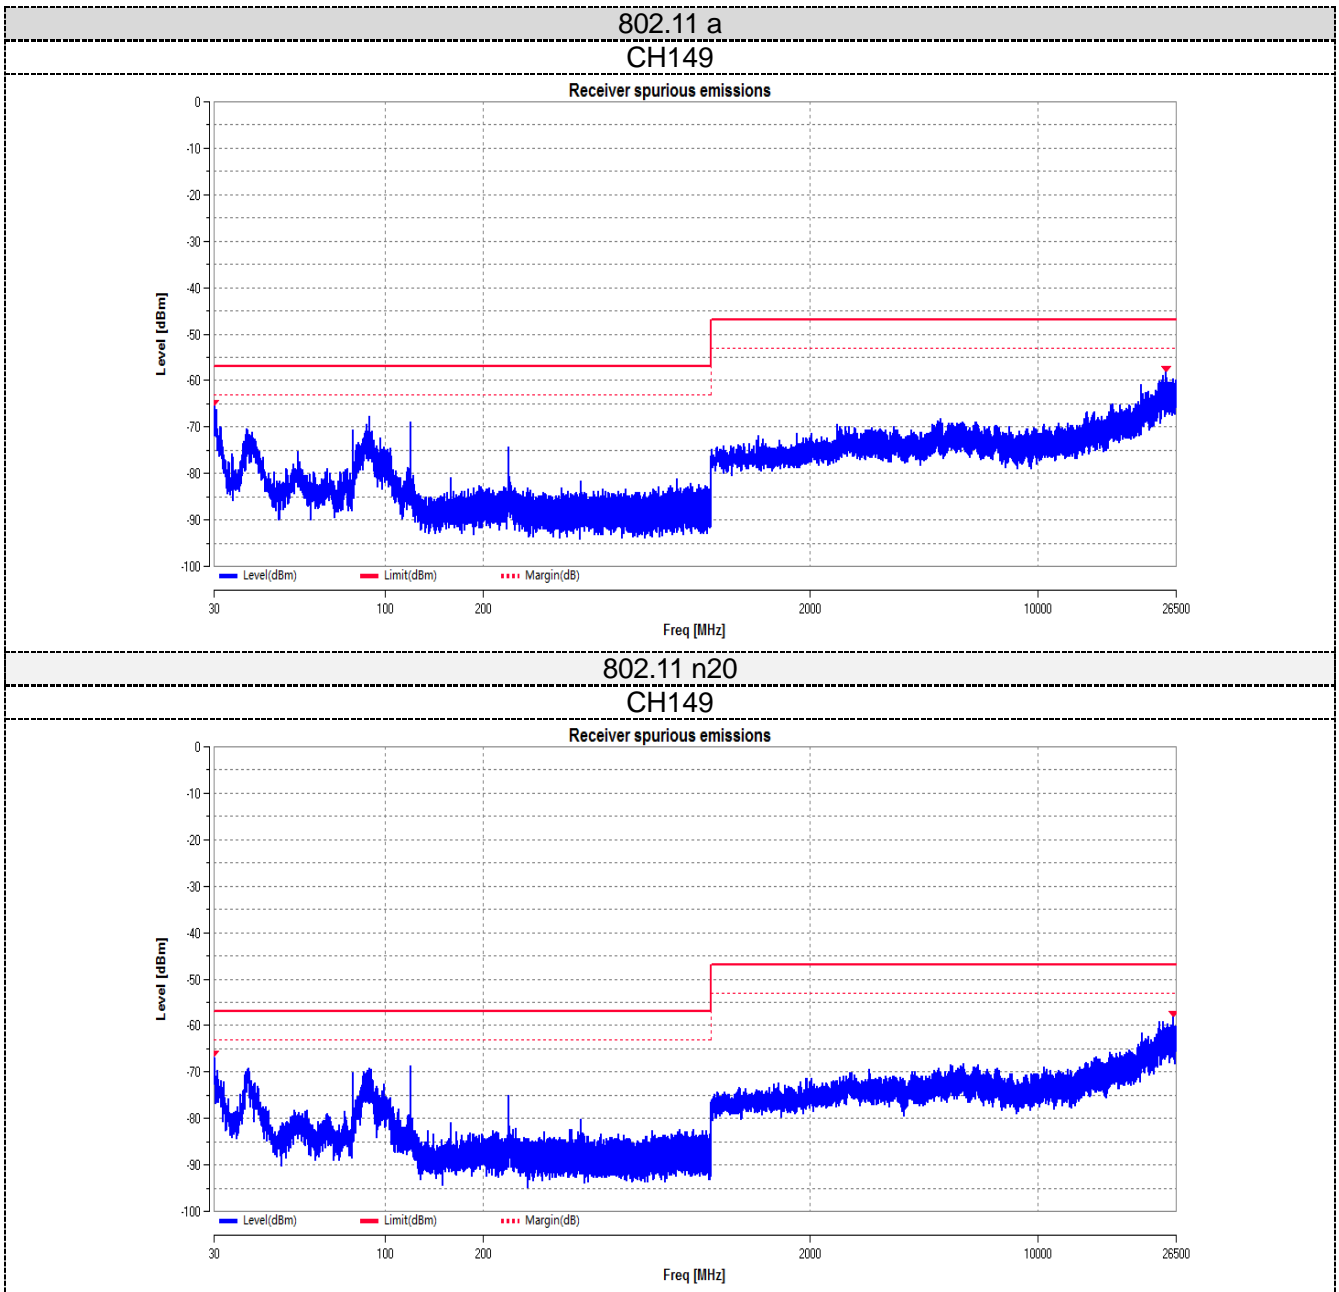 802.11 a
CH149
Receiver spurious emissions
0
-10
-20
-30
-40
-50
-60
-70
-80
-90
-100
Level [dBm]
Level(dBm) Limit(dBm) Margin(dB)
30 100 200 2000 10000 26500
Freq [MHz]
802.11 n20
CH149
Receiver spurious emissions
0
-10
-20
-30
-40
-50
-60
-70
-80
-90
-100
Level [dBm]
Level(dBm) Limit(dBm) Margin(dB)
30 100 200 2000 10000 26500
Freq [MHz]